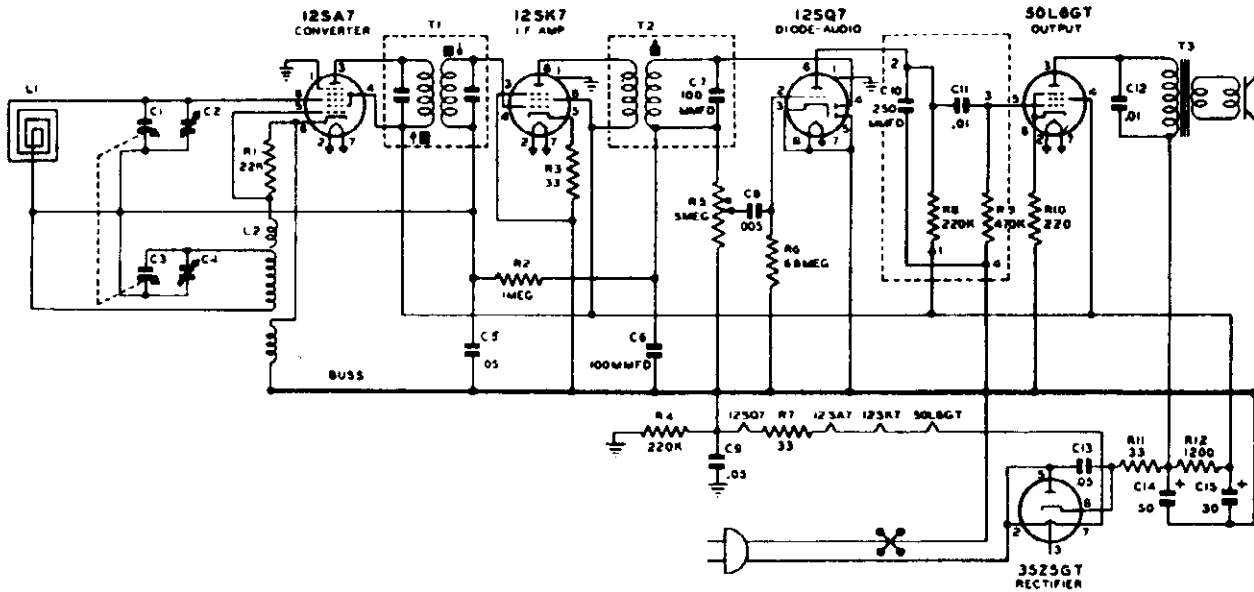 12SA7
CONVERTER
12SK7
I F AMP
12SQ7
DIODE-AUDIO
50L6GT
OUTPUT
T1
T2
T3
L1
C1
C2
R1
22K
L2
C3
C4
R3
33
C7
100
MMFD
R5
.5MEG
C8
.005
R6
6.8MEG
C10
250
MMFD
C11
.01
R8
220K
R9
470K
R10
220
C12
.01
R2
1MEG
C5
.05
C6
100MMFD
BUSS
R4
220K
C9
.05
12SQ7
R7
33
12SA7
12SK7
50L6GT
C13
.05
R11
33
R12
1200
C14
50
C15
30
35Z5GT
RECTIFIER